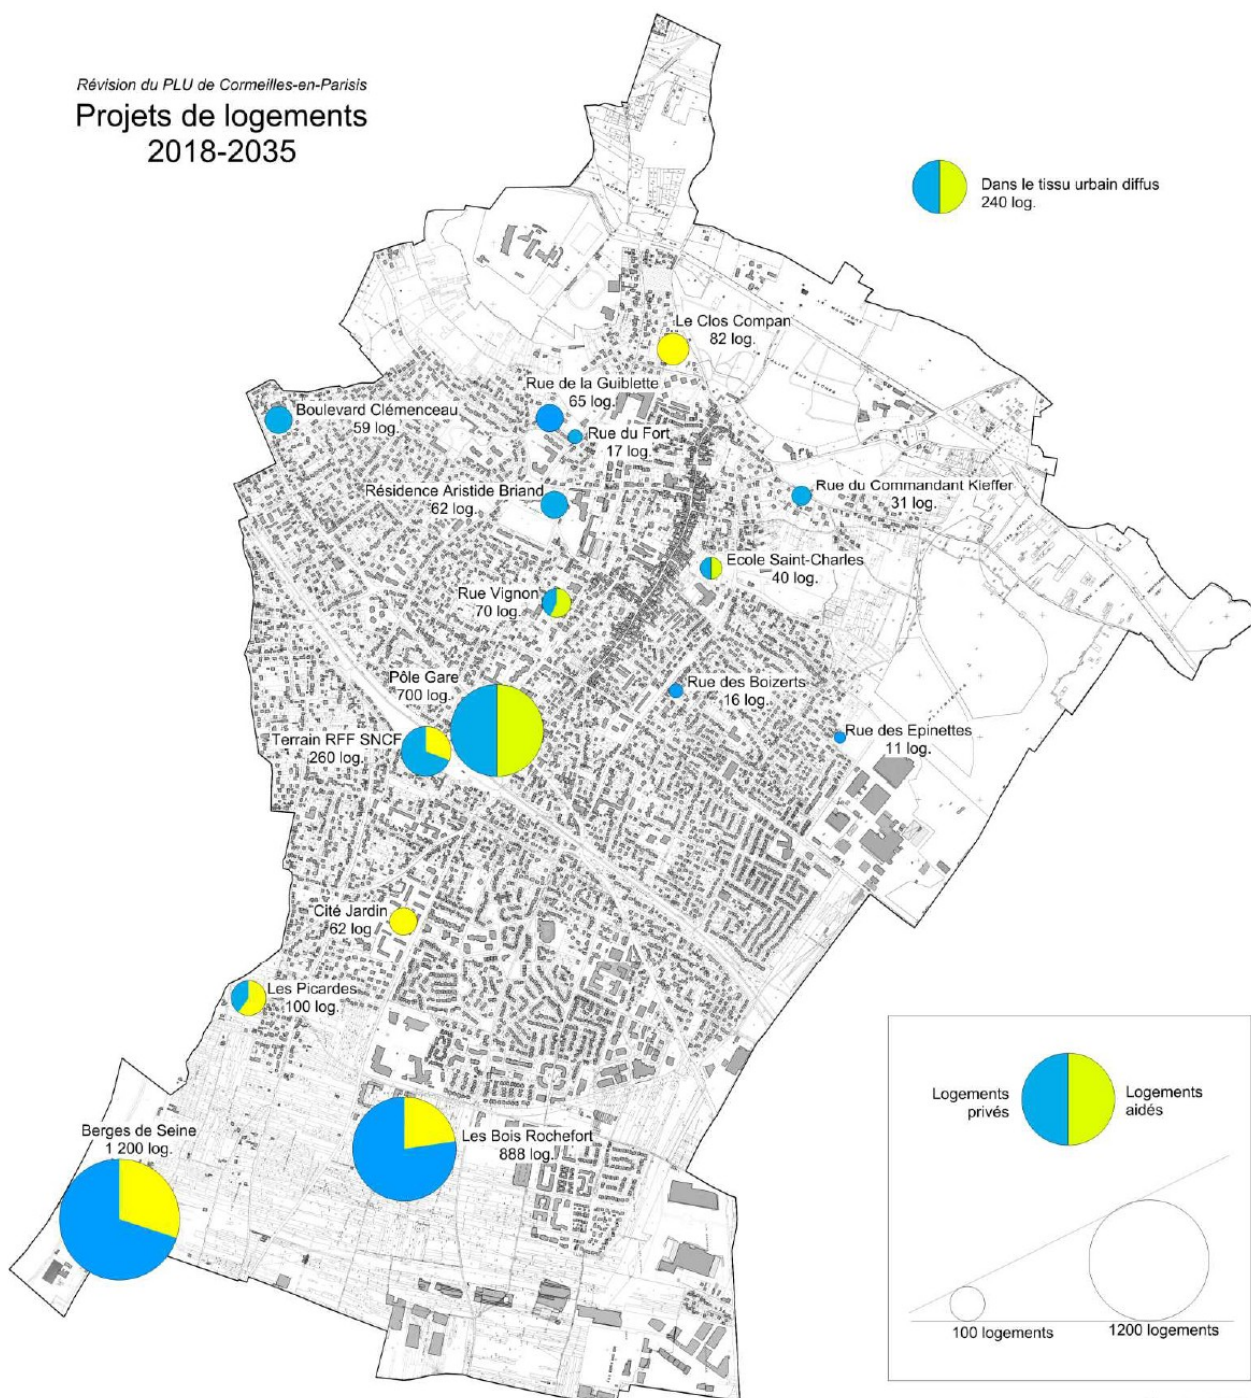 Révision du PLU de Cormeilles-en-Parisis
Projets de logements
2018-2035
Dans le tissu urbain diffus
240 log.
Le Clos Compan
82 log.
Rue de la Guiblette
65 log.
Boulevard Clémenceau
59 log.
Rue du Fort
17 log.
Résidence Aristide Briand
62 log.
Rue du Commandant Kieffer
31 log.
Ecole Saint-Charles
40 log.
Rue Vignon
70 log.
Pôle Gare
700 log.
Rue des Boizerts
16 log.
Terrain RFF SNCF
260 log.
Rue des Epinettes
11 log.
Cité Jardin
62 log
Les Picardes
100 log.
Berges de Seine
1 200 log.
Les Bois Rochefort
888 log.
Logements
privés
Logements
aidés
100 logements
1200 logements